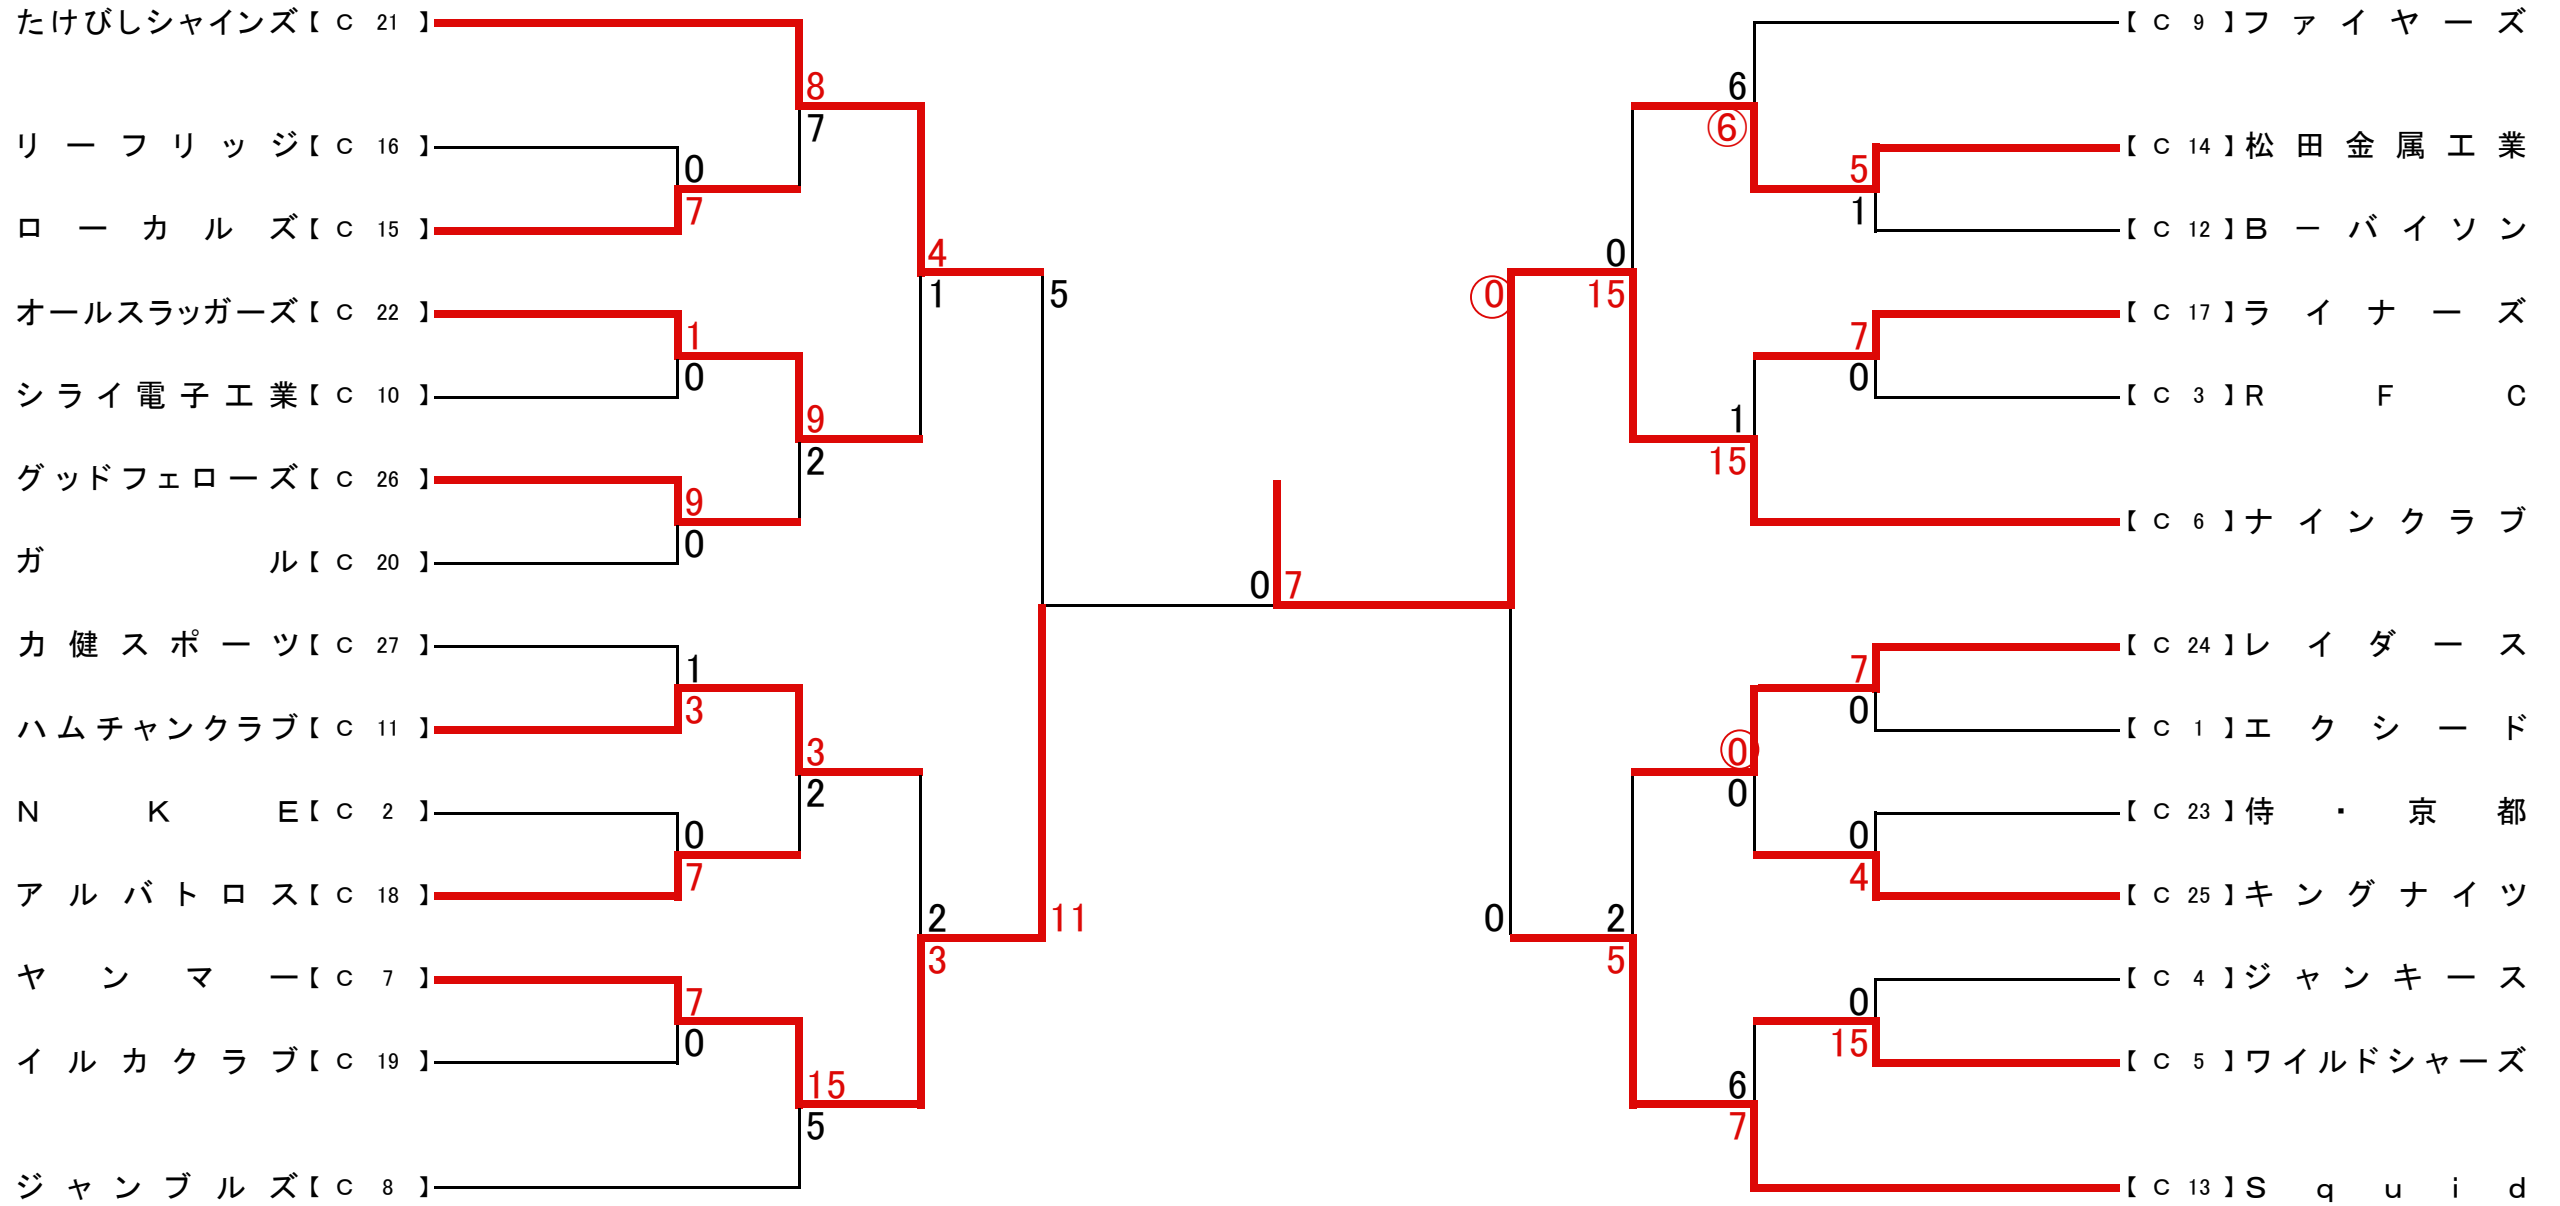 たけびしシャインズ【 C 21 】
リーフリッジ【 C 16 】
ローカルズ【 C 15 】
オールスラッガーズ【 C 22 】
シライ電子工業【 C 10 】
グッドフェローズ【 C 26 】
ガル【 C 20 】
カ健スポーツ【 C 27 】
ハムチャンクラブ【 C 11 】
NKE【 C 2 】
アルバトロス【 C 18 】
ヤンマー【 C 7 】
イルカクラブ【 C 19 】
ジャンブルズ【 C 8 】
0
7
1
0
9
0
1
3
0
7
7
0
8
7
9
2
3
2
15
5
4
1
2
3
5
11
0 7
0
0
0
15
2
5
6
6
1
15
0
0
6
7
5
1
7
0
7
0
0
4
0
15
【 C 9 】ファイヤーズ
【 C 14 】松田金属工業
【 C 12 】B－バイソン
【 C 17 】ライナーズ
【 C 3 】RFC
【 C 6 】ナインクラブ
【 C 24 】レイダース
【 C 1 】エクシード
【 C 23 】侍・京都
【 C 25 】キングナイツ
【 C 4 】ジャンキース
【 C 5 】ワイルドシャーズ
【 C 13 】Squid